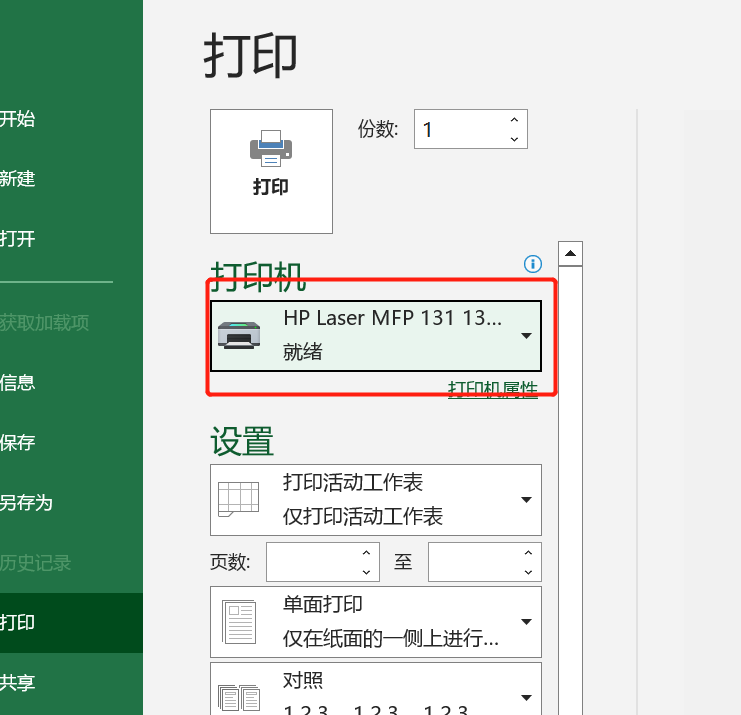 打印
开始
新建
打开
获取加载项
信息
保存
另存为
历史记录
打印
共享
打印
份数: 1
打印机
HP Laser MFP 131 13...
就绪
打印机属性
设置
打印活动工作表
仅打印活动工作表
页数: 至
单面打印
仅在纸面的一侧上进行...
对照
1,2,3 1,2,3 1,2,3